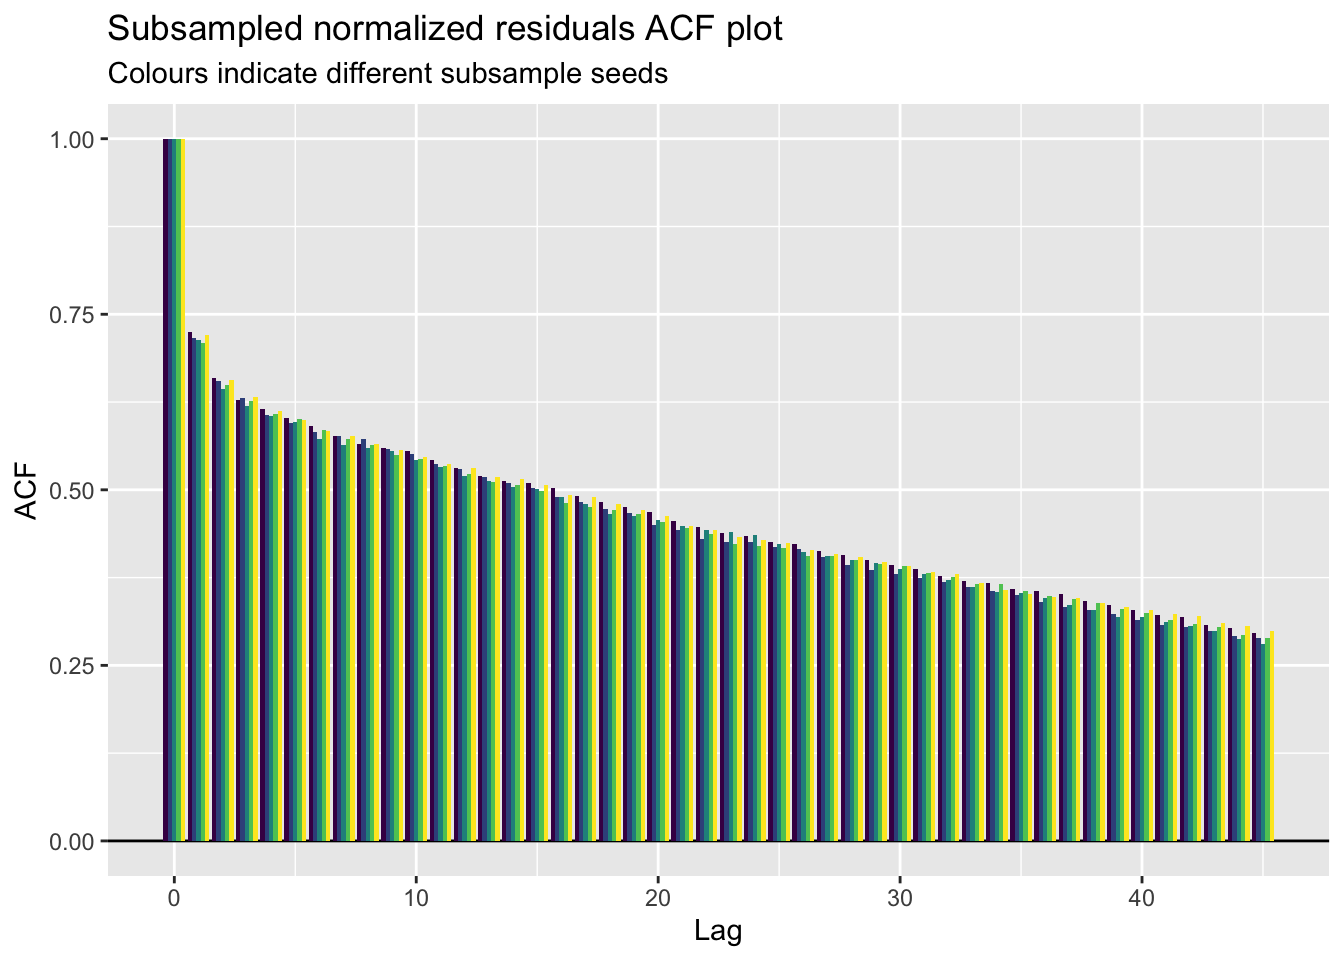 Subsampled normalized residuals ACF plot
Colours indicate different subsample seeds
1.00
0.75
0.50
0.25
0.00
ACF
0 10 20 30 40
Lag